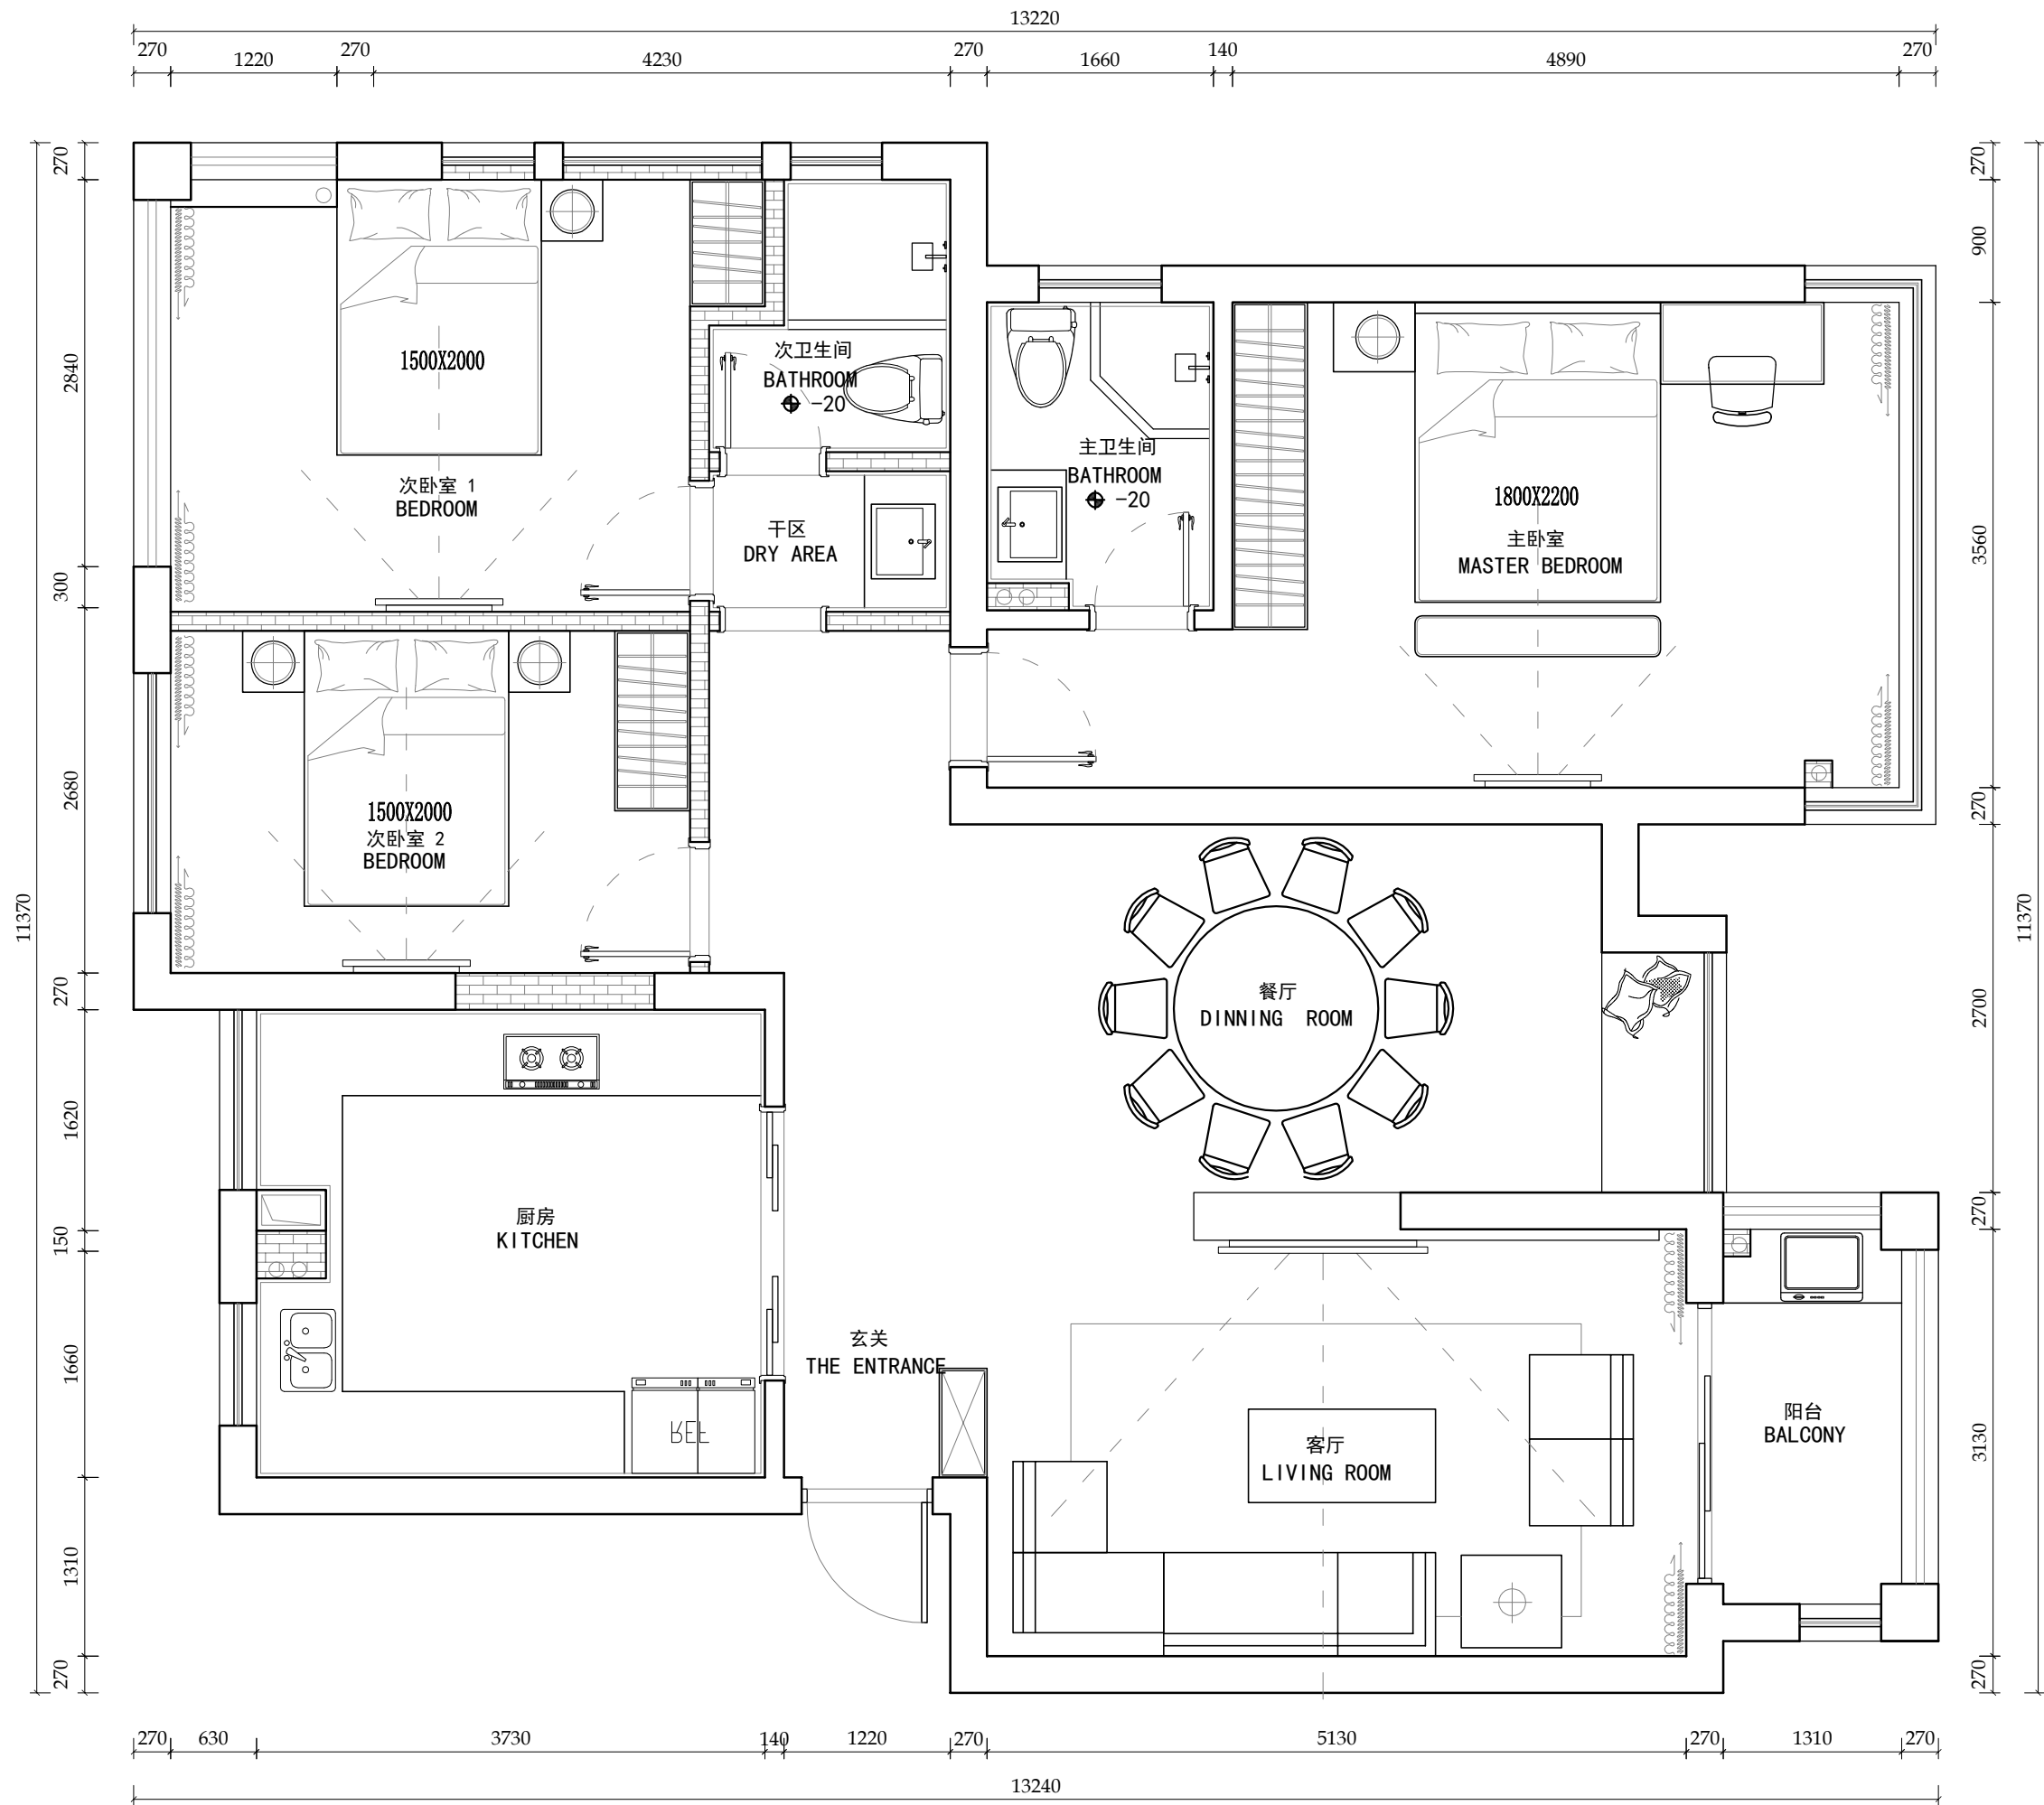 13220
270
1220
270
4230
270
1660
140
4890
270
11370
270
2840
300
2680
270
1620
150
1660
1310
270
1500X2000
次卧室 1
BEDROOM
次卫生间
BATHROOM
-20
干区
DRY AREA
主卫生间
BATHROOM
-20
1800X2200
主卧室
MASTER BEDROOM
1500X2000
次卧室 2
BEDROOM
餐厅
DINNING ROOM
厨房
KITCHEN
REF
玄关
THE ENTRANCE
客厅
LIVING ROOM
阳台
BALCONY
270
900
3560
270
2700
270
3130
270
11370
270
630
3730
140
1220
270
5130
270
1310
270
13240